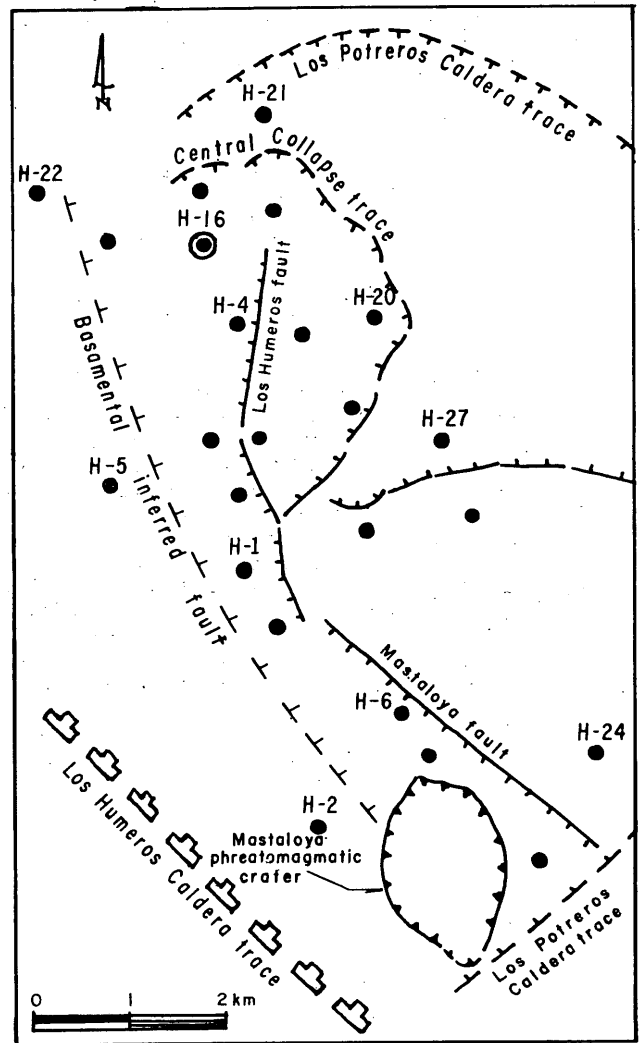 Los Potreros
Caldera trace
H-21
N
Central Collapse trace
H-22
H-16
H-4
Los Humeros fault
H-20
Basamental inferred fault
H-27
H-5
H-1
Mastaloya fault
H-6
H-24
H-2
Mastaloya
phreatomagmatic
crafer
Los Humeros Caldera trace
Los Potreros
Caldera trace
0 1 2 km